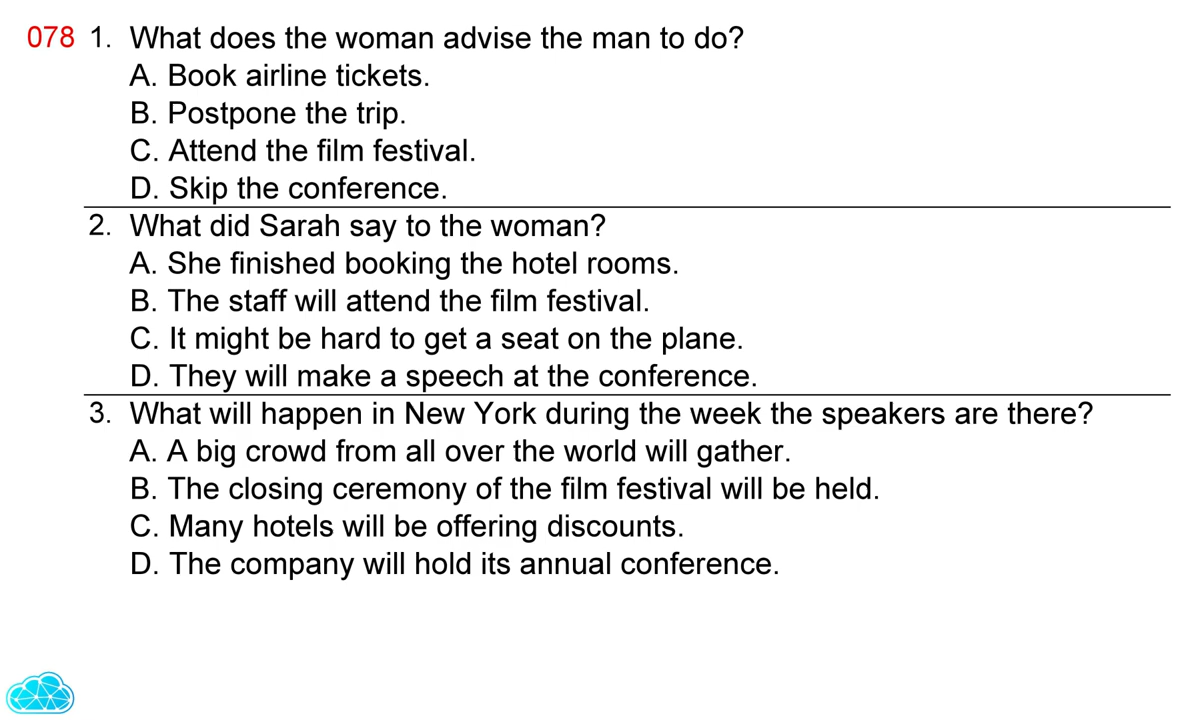 078 1. What does the woman advise the man to do?
A. Book airline tickets.
B. Postpone the trip.
C. Attend the film festival.
D. Skip the conference.
2. What did Sarah say to the woman?
A. She finished booking the hotel rooms.
B. The staff will attend the film festival.
C. It might be hard to get a seat on the plane.
D. They will make a speech at the conference.
3. What will happen in New York during the week the speakers are there?
A. A big crowd from all over the world will gather.
B. The closing ceremony of the film festival will be held.
C. Many hotels will be offering discounts.
D. The company will hold its annual conference.